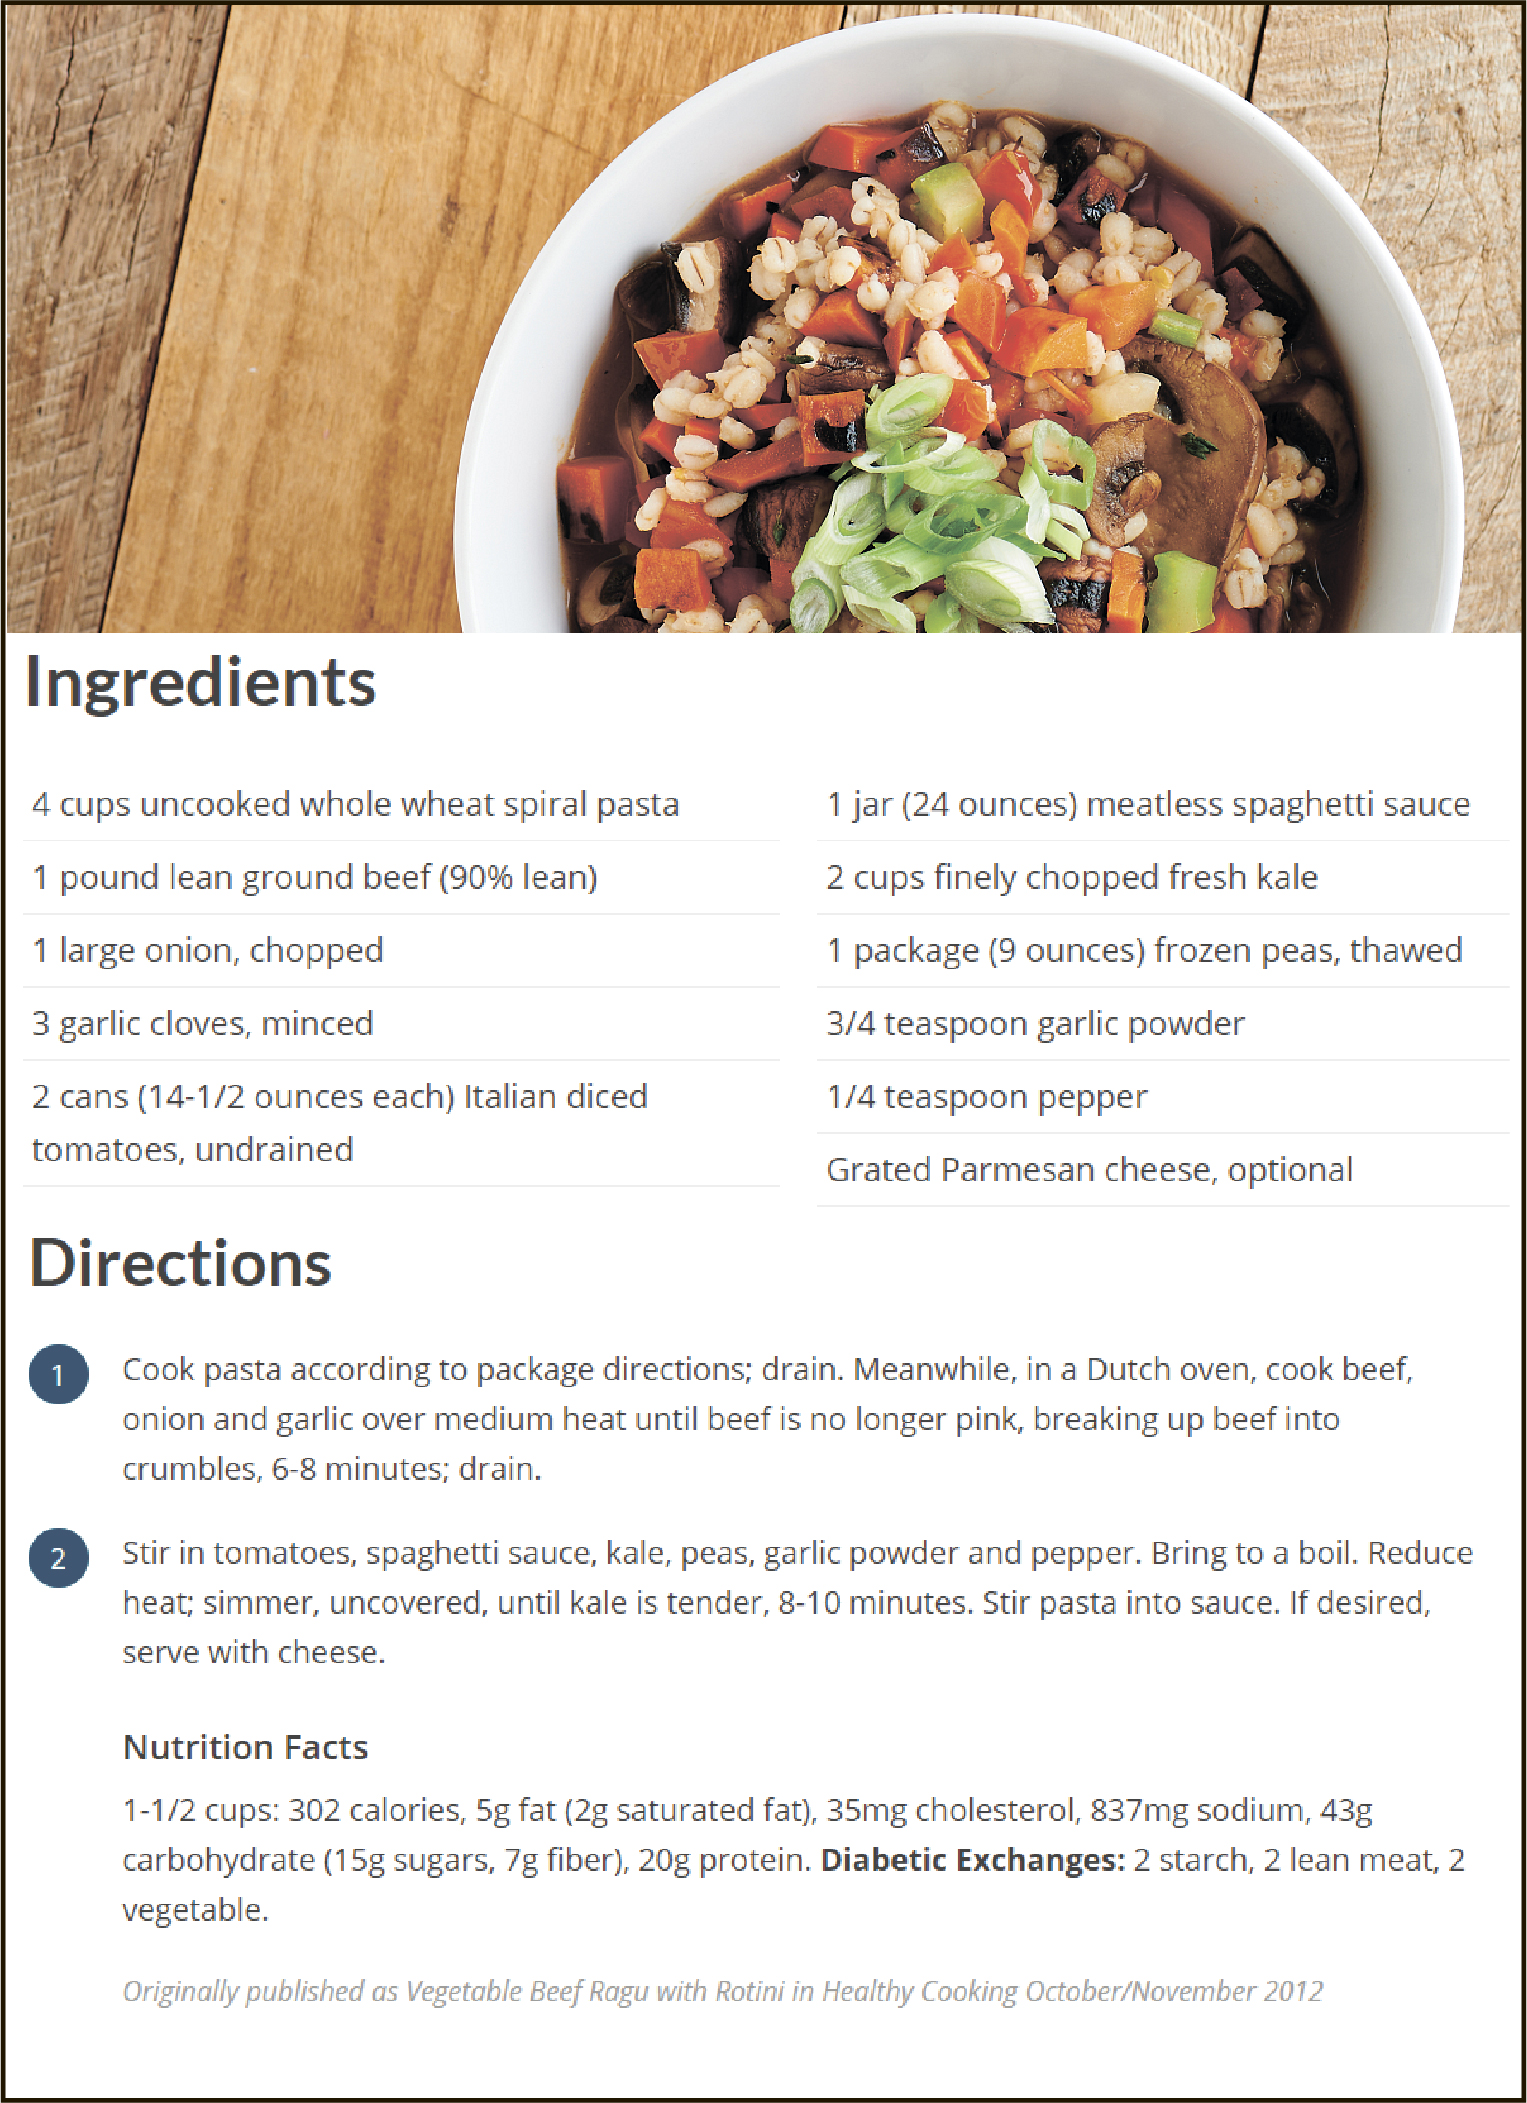 Ingredients
4 cups uncooked whole wheat spiral pasta
1 pound lean ground beef (90% lean)
1 large onion, chopped
3 garlic cloves, minced
2 cans (14-1/2 ounces each) Italian diced
tomatoes, undrained
1 jar (24 ounces) meatless spaghetti sauce
2 cups finely chopped fresh kale
1 package (9 ounces) frozen peas, thawed
3/4 teaspoon garlic powder
1/4 teaspoon pepper
Grated Parmesan cheese, optional
Directions
1 Cook pasta according to package directions; drain. Meanwhile, in a Dutch oven, cook beef,
onion and garlic over medium heat until beef is no longer pink, breaking up beef into
crumbles, 6-8 minutes; drain.
2 Stir in tomatoes, spaghetti sauce, kale, peas, garlic powder and pepper. Bring to a boil. Reduce
heat; simmer, uncovered, until kale is tender, 8-10 minutes. Stir pasta into sauce. If desired,
serve with cheese.
Nutrition Facts
1-1/2 cups: 302 calories, 5g fat (2g saturated fat), 35mg cholesterol, 837mg sodium, 43g
carbohydrate (15g sugars, 7g fiber), 20g protein. Diabetic Exchanges: 2 starch, 2 lean meat, 2
vegetable.
Originally published as Vegetable Beef Ragu with Rotini in Healthy Cooking October/November 2012